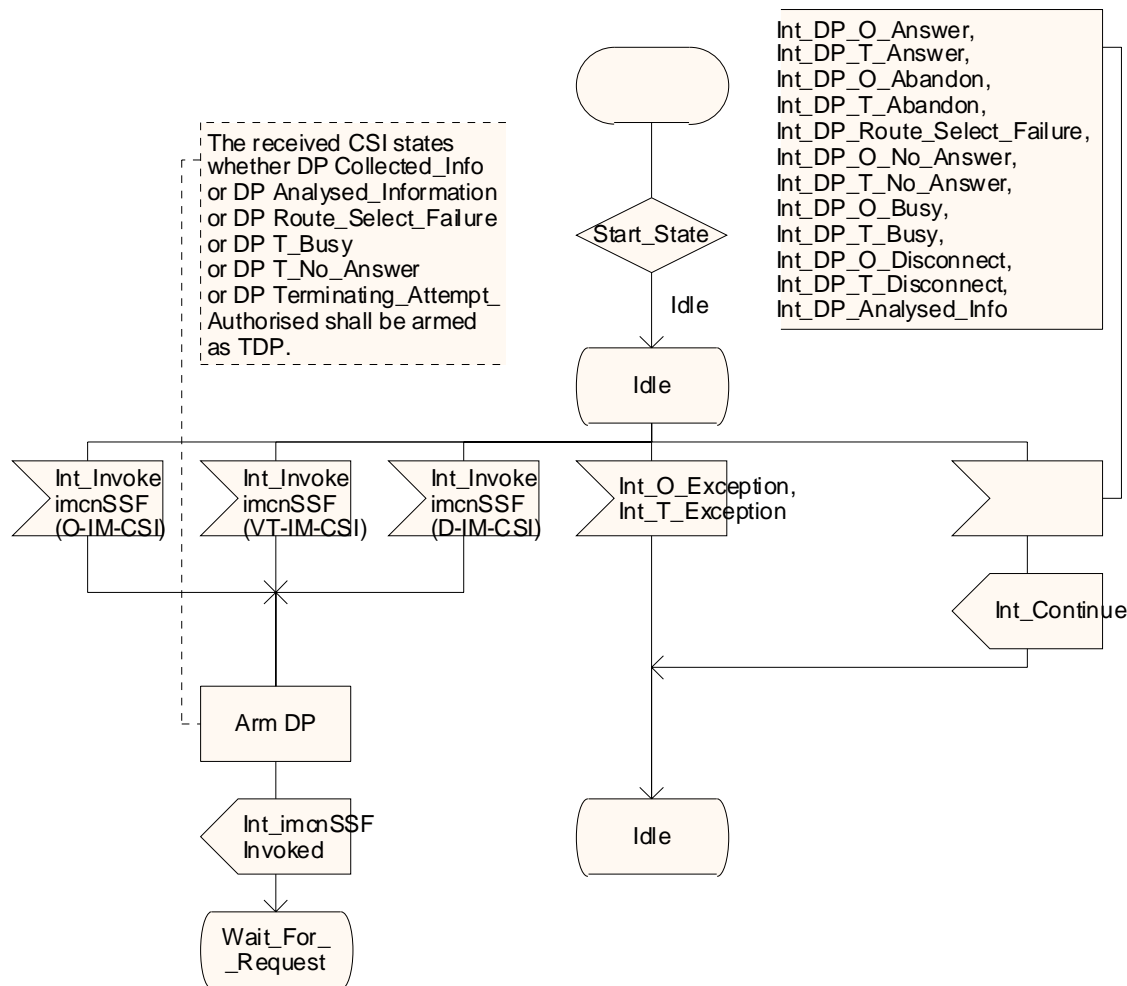 Int_DP_O_Answer,
Int_DP_T_Answer,
Int_DP_O_Abandon,
Int_DP_T_Abandon,
Int_DP_Route_Select_Failure,
Int_DP_O_No_Answer,
Int_DP_T_No_Answer,
Int_DP_O_Busy,
Int_DP_T_Busy,
Int_DP_O_Disconnect,
Int_DP_T_Disconnect,
Int_DP_Analysed_Info
The received CSI states
whether DP Collected_Info
or DP Analysed_Information
or DP Route_Select_Failure
or DP T_Busy
or DP T_No_Answer
or DP Terminating_Attempt_
Authorised shall be armed
as TDP.
Start_State
Idle
Idle
Int_Invoke
imcnSSF
(O-IM-CSI)
Int_Invoke
imcnSSF
(VT-IM-CSI)
Int_Invoke
imcnSSF
(D-IM-CSI)
Int_O_Exception,
Int_T_Exception
Int_Continue
Arm DP
Int_imcnSSF
Invoked
Idle
Wait_For_
_Request